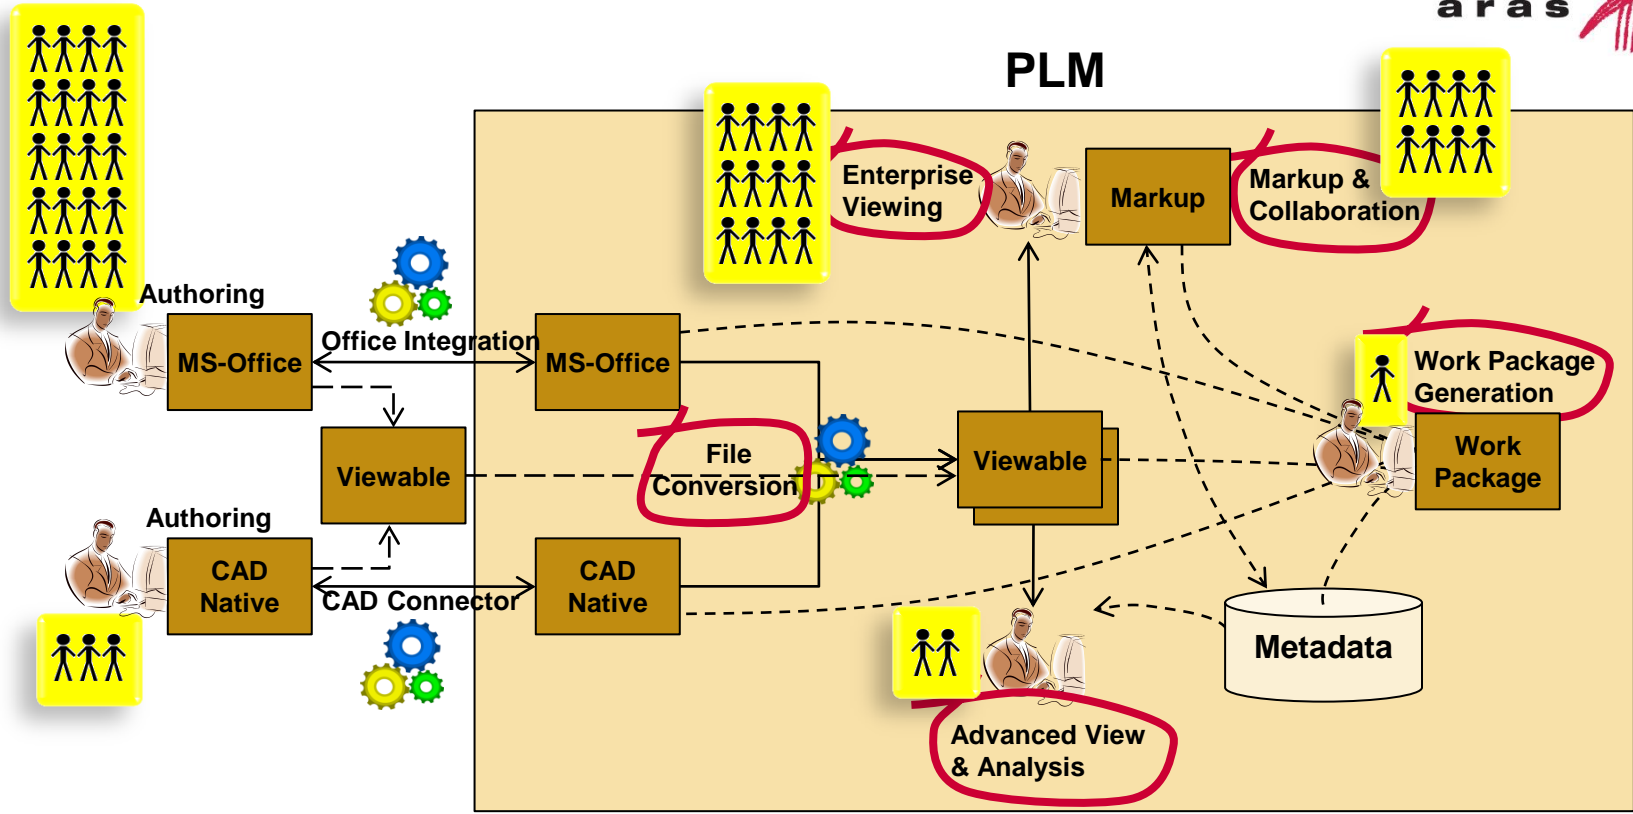 aras
PLM
Enterprise
Viewing
Markup
Markup &
Collaboration
Authoring
MS-Office
Office Integration
MS-Office
Work Package
Generation
File
Conversion
Viewable
Viewable
Work
Package
Authoring
CAD
Native
CAD Connector
CAD
Native
Metadata
Advanced View
& Analysis